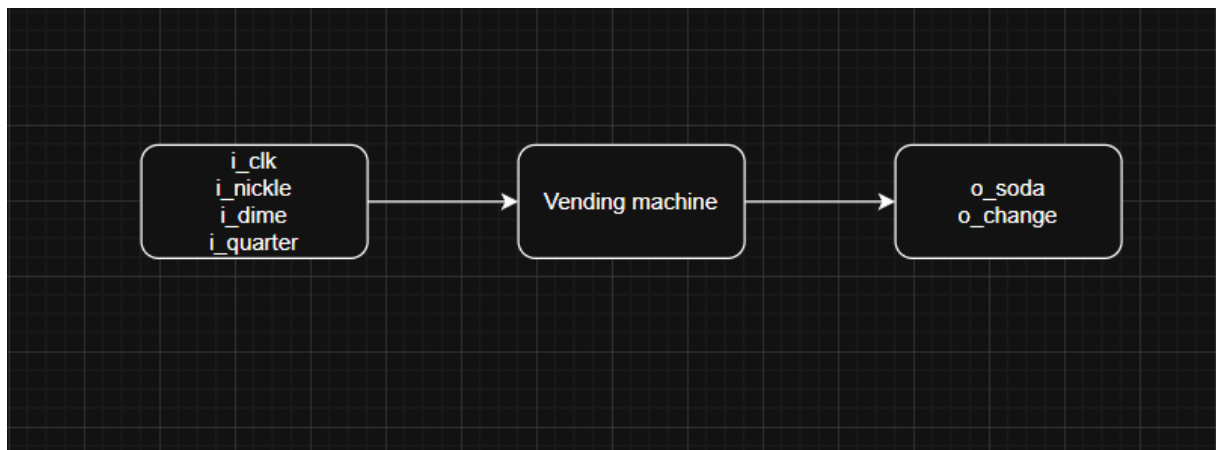 i_clk
i_nickle
i_dime
i_quarter
Vending machine
o_soda
o_change